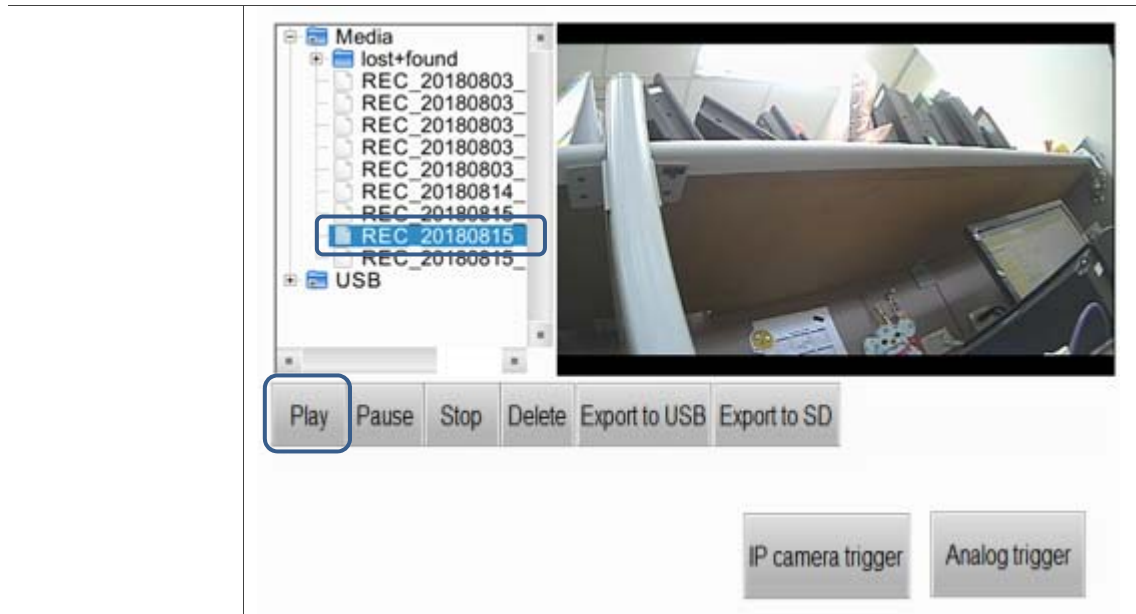 Media
lost+found
REC_20180803_
REC_20180803_
REC_20180803_
REC_20180803_
REC_20180803_
REC_20180814_
REC_20180815_
REC_20180815_
REC_20180815_
USB
Play Pause Stop Delete Export to USB Export to SD
IP camera trigger Analog trigger